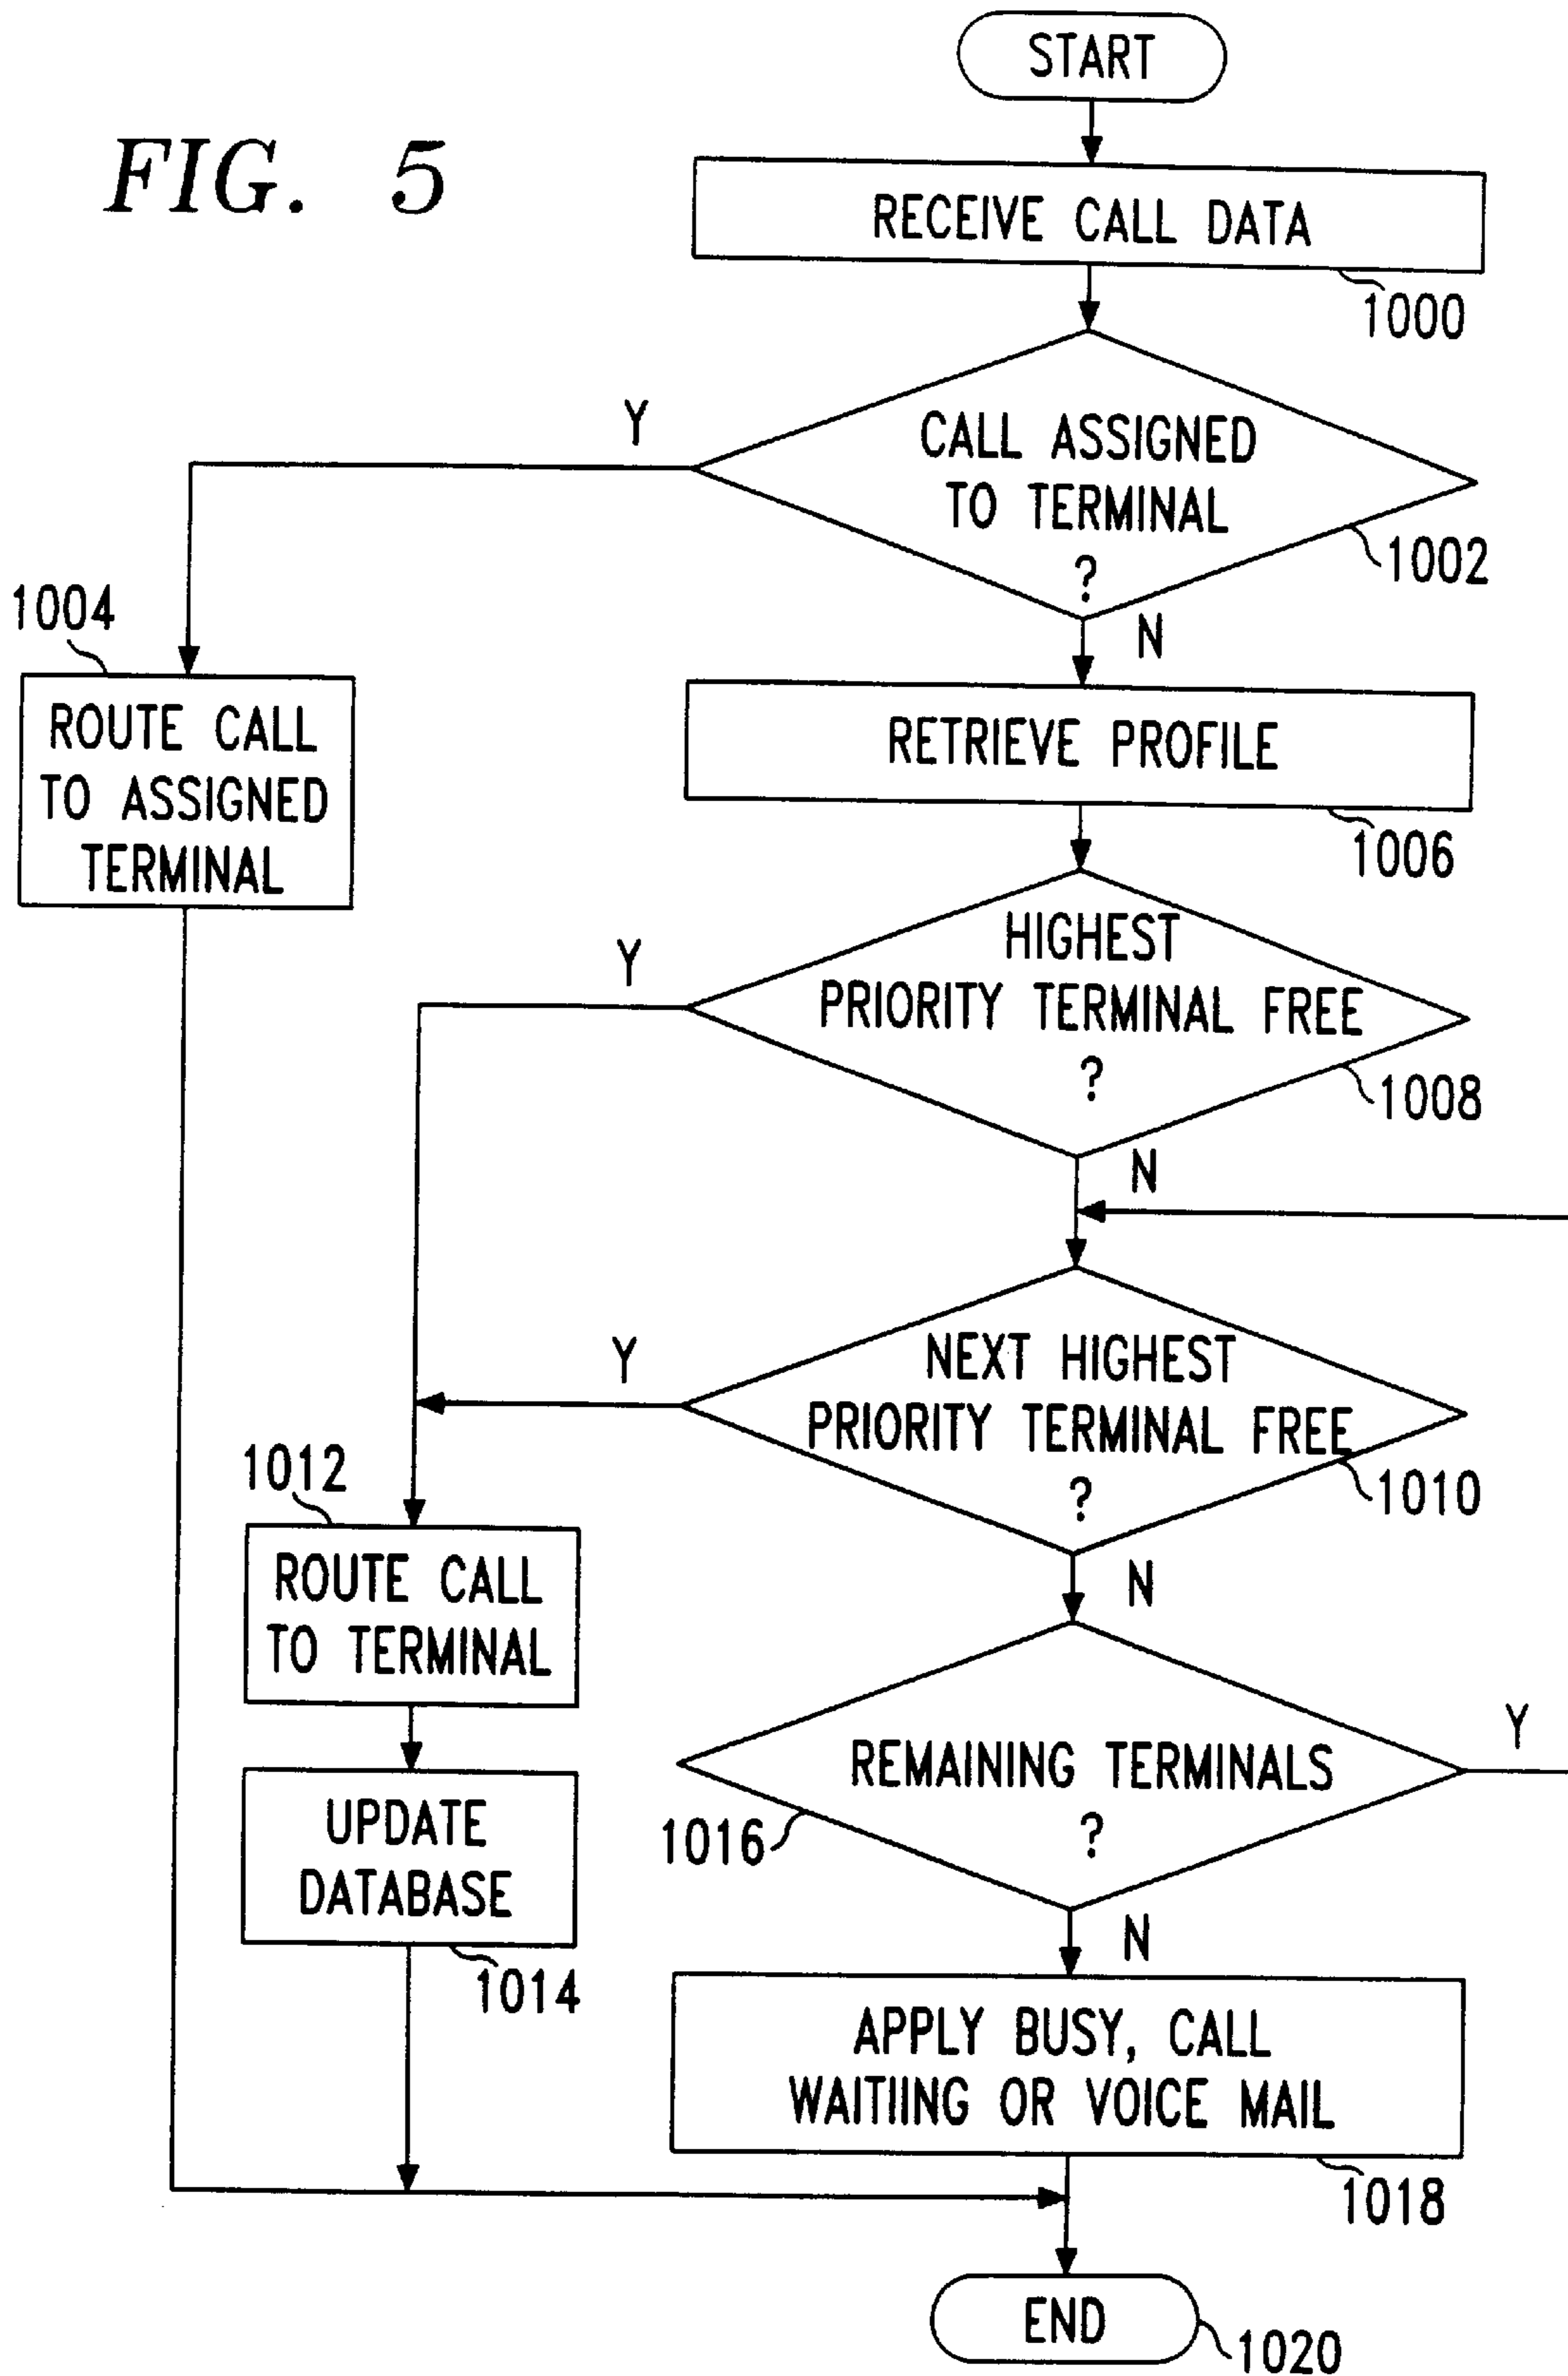 FIG. 5
START
RECEIVE CALL DATA
1000
CALL ASSIGNED
TO TERMINAL
?
1002
Y
N
1004
ROUTE CALL
TO ASSIGNED
TERMINAL
RETRIEVE PROFILE
1006
HIGHEST
PRIORITY TERMINAL FREE
?
1008
Y
N
NEXT HIGHEST
PRIORITY TERMINAL FREE
?
1010
Y
N
1012
ROUTE CALL
TO TERMINAL
UPDATE
DATABASE
1014
REMAINING TERMINALS
?
1016
Y
N
APPLY BUSY, CALL
WAITIING OR VOICE MAIL
1018
END
1020